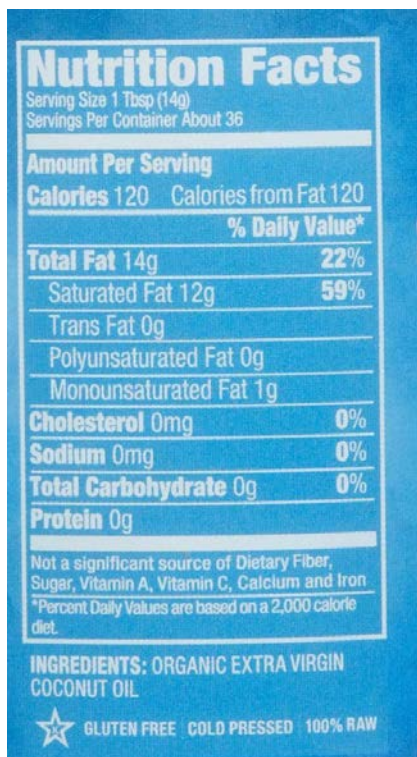 Nutrition Facts
Serving Size 1 Tbsp (14g)
Servings Per Container About 36
Amount Per Serving
Calories 120 Calories from Fat 120
% Daily Value*
Total Fat 14g 22%
Saturated Fat 12g 59%
Trans Fat 0g
Polyunsaturated Fat 0g
Monounsaturated Fat 1g
Cholesterol 0mg 0%
Sodium 0mg 0%
Total Carbohydrate 0g 0%
Protein 0g
Not a significant source of Dietary Fiber,
Sugar, Vitamin A, Vitamin C, Calcium and Iron
*Percent Daily Values are based on a 2,000 calorie
diet.
INGREDIENTS: ORGANIC EXTRA VIRGIN
COCONUT OIL
K GLUTEN FREE COLD PRESSED 100% RAW